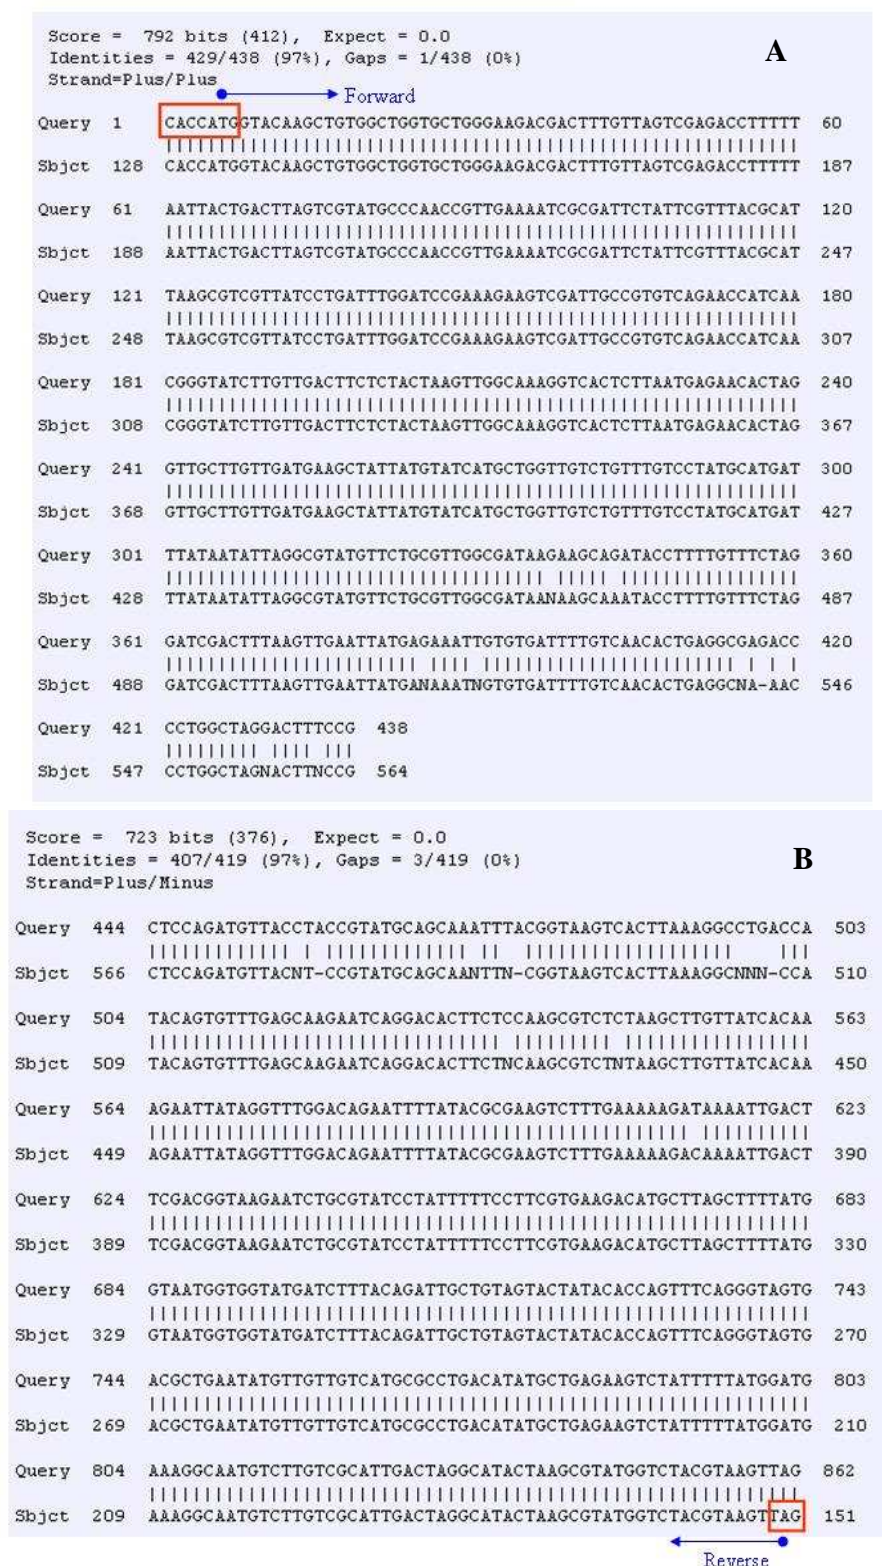 Score = 792 bits (412), Expect = 0.0
A
Identities = 429/438 (97%), Gaps = 1/438 (0%)
Strand=Plus/Plus
Forward
Query 1 CACCATGGTACAAGCTGTGGCTGGTGCTGGGAAGACGACTTTGTTAGTCGAGACCTTTTT 60
||||||||||||||||||||||||||||||||||||||||||||||||||||||||||||
Sbjct 128 CACCATGGTACAAGCTGTGGCTGGTGCTGGGAAGACGACTTTGTTAGTCGAGACCTTTTT 187
Query 61 AATTACTGACTTAGTCGTATGCCCAACCGTTGAAAATCGCGATTCTATTCGTTTACGCAT 120
||||||||||||||||||||||||||||||||||||||||||||||||||||||||||||
Sbjct 188 AATTACTGACTTAGTCGTATGCCCAACCGTTGAAAATCGCGATTCTATTCGTTTACGCAT 247
Query 121 TAAGCGTCGTTATCCTGATTTGGATCCGAAAGAAGTCGATTGCCGTGTCAGAACCATCAA 180
||||||||||||||||||||||||||||||||||||||||||||||||||||||||||||
Sbjct 248 TAAGCGTCGTTATCCTGATTTGGATCCGAAAGAAGTCGATTGCCGTGTCAGAACCATCAA 307
Query 181 CGGGTATCTTGTTGACTTCTCTACTAAGTTGGCAAAGGTCACTCTTAATGAGAACACTAG 240
||||||||||||||||||||||||||||||||||||||||||||||||||||||||||||
Sbjct 308 CGGGTATCTTGTTGACTTCTCTACTAAGTTGGCAAAGGTCACTCTTAATGAGAACACTAG 367
Query 241 GTTGCTTGTTGATGAAGCTATTATGTATCATGCTGGTTGTCTGTTTGTCCTATGCATGAT 300
||||||||||||||||||||||||||||||||||||||||||||||||||||||||||||
Sbjct 368 GTTGCTTGTTGATGAAGCTATTATGTATCATGCTGGTTGTCTGTTTGTCCTATGCATGAT 427
Query 301 TTATAATATTAGGCGTATGTTCTGCGTTGGCGATAAGAAGCAGATACCTTTTGTTTCTAG 360
|||||||||||||||||||||||||||||||||||| ||||| |||||||||||||||||
Sbjct 428 TTATAATATTAGGCGTATGTTCTGCGTTGGCGATAANAAGCAAATACCTTTTGTTTCTAG 487
Query 361 GATCGACTTTAAGTTGAATTATGAGAAATTGTGTGATTTTGTCAACACTGAGGCGAGACC 420
|||||||||||||||||||||||| |||| |||||||||||||||||||||||| | | |
Sbjct 488 GATCGACTTTAAGTTGAATTATGANAAATNGTGTGATTTTGTCAACACTGAGGCNA-AAC 546
Query 421 CCTGGCTAGGACTTTCCG 438
||||||||| |||| |||
Sbjct 547 CCTGGCTAGNACTTNCCG 564
Score = 723 bits (376), Expect = 0.0
B
Identities = 407/419 (97%), Gaps = 3/419 (0%)
Strand=Plus/Minus
Query 444 CTCCAGATGTTACCTACCGTATGCAGCAAATTTACGGTAAGTCACTTAAAGGCCTGACCA 503
||||||||||||| | ||||||||||||| ||  |||||||||||||||||||    |||
Sbjct 566 CTCCAGATGTTACNT-CCGTATGCAGCAANTTN-CGGTAAGTCACTTAAAGGCNNN-CCA 510
Query 504 TACAGTGTTTGAGCAAGAATCAGGACACTTCTCCAAGCGTCTCTAAGCTTGTTATCACAA 563
|||||||||||||||||||||||||||||||| ||||||||| |||||||||||||||||
Sbjct 509 TACAGTGTTTGAGCAAGAATCAGGACACTTCTNCAAGCGTCTNTAAGCTTGTTATCACAA 450
Query 564 AGAATTATAGGTTTGGACAGAATTTTATACGCGAAGTCTTTGAAAAAGATAAAATTGACT 623
||||||||||||||||||||||||||||||||||||||||||||||||| ||||||||||
Sbjct 449 AGAATTATAGGTTTGGACAGAATTTTATACGCGAAGTCTTTGAAAAAGACAAAATTGACT 390
Query 624 TCGACGGTAAGAATCTGCGTATCCTATTTTTCCTTCGTGAAGACATGCTTAGCTTTTATG 683
||||||||||||||||||||||||||||||||||||||||||||||||||||||||||||
Sbjct 389 TCGACGGTAAGAATCTGCGTATCCTATTTTTCCTTCGTGAAGACATGCTTAGCTTTTATG 330
Query 684 GTAATGGTGGTATGATCTTTACAGATTGCTGTAGTACTATACACCAGTTTCAGGGTAGTG 743
||||||||||||||||||||||||||||||||||||||||||||||||||||||||||||
Sbjct 329 GTAATGGTGGTATGATCTTTACAGATTGCTGTAGTACTATACACCAGTTTCAGGGTAGTG 270
Query 744 ACGCTGAATATGTTGTTGTCATGCGCCTGACATATGCTGAGAAGTCTATTTTTATGGATG 803
||||||||||||||||||||||||||||||||||||||||||||||||||||||||||||
Sbjct 269 ACGCTGAATATGTTGTTGTCATGCGCCTGACATATGCTGAGAAGTCTATTTTTATGGATG 210
Query 804 AAAGGCAATGTCTTGTCGCATTGACTAGGCATACTAAGCGTATGGTCTACGTAAGTTAG 862
|||||||||||||||||||||||||||||||||||||||||||||||||||||||||||
Sbjct 209 AAAGGCAATGTCTTGTCGCATTGACTAGGCATACTAAGCGTATGGTCTACGTAAGTTAG 151
Reverse